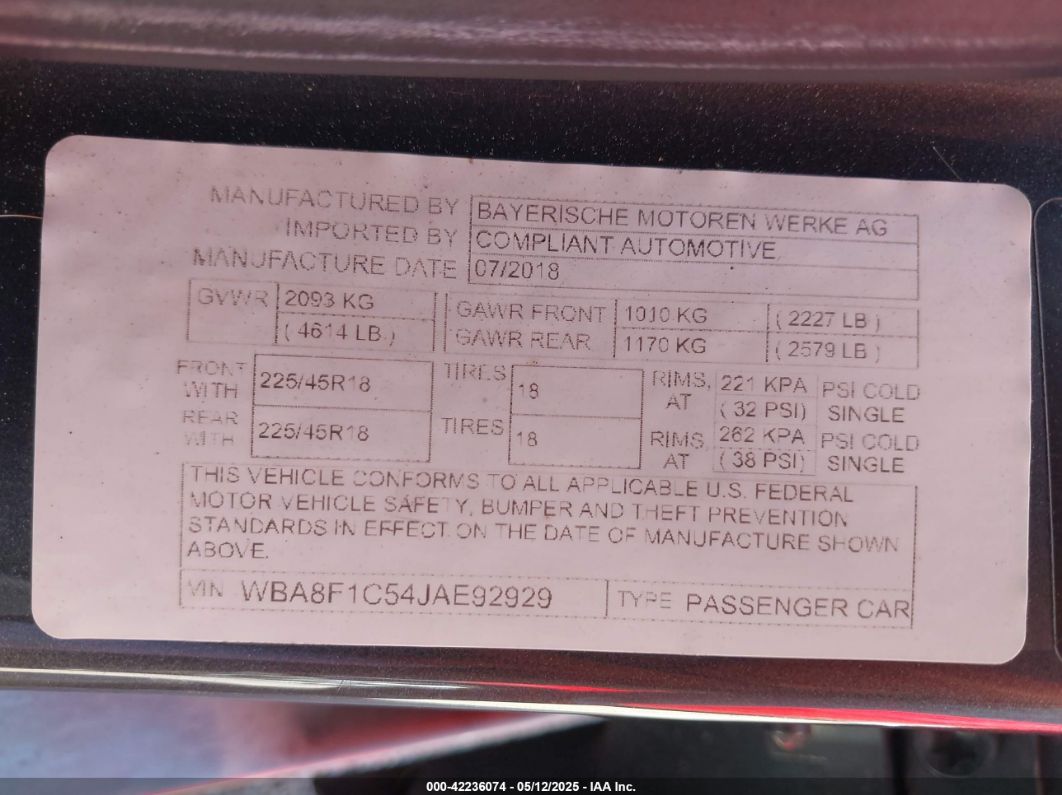 MANUFACTURED BY BAYERISCHE MOTOREN WERKE AG
IMPORTED BY COMPLIANT AUTOMOTIVE
MANUFACTURE DATE 07/2018
GVWR 2093 KG GAWR FRONT 1010 KG ( 2227 LB )
( 4614 LB ) GAWR REAR 1170 KG ( 2579 LB )
FRONT WITH 225/45R18 TIRES 18 RIMS, AT 221 KPA ( 32 PSI) PSI COLD SINGLE
REAR WITH 225/45R18 TIRES 18 RIMS, AT 262 KPA ( 38 PSI) PSI COLD SINGLE
THIS VEHICLE CONFORMS TO ALL APPLICABLE U.S. FEDERAL
MOTOR VEHICLE SAFETY, BUMPER AND THEFT PREVENTION
STANDARDS IN EFFECT ON THE DATE OF MANUFACTURE SHOWN
ABOVE.
VIN WBA8F1C54JAE92929 TYPE PASSENGER CAR
000-42236074 - 05/12/2025 - IAA Inc.